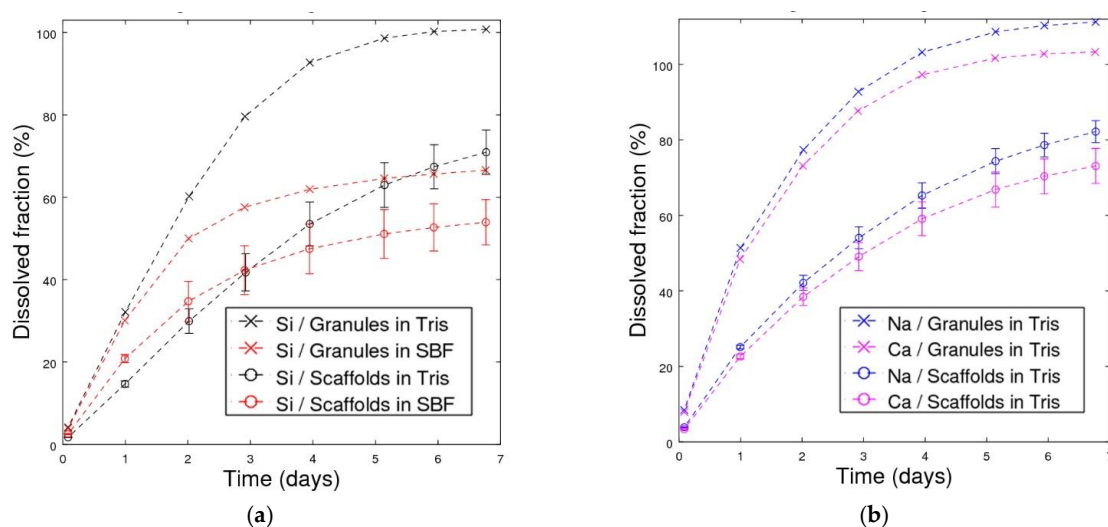 100
80
60
40
20
0
Dissolved fraction (%)
0 1 2 3 4 5 6 7
Time (days)
Si / Granules in Tris
Si / Granules in SBF
Si / Scaffolds in Tris
Si / Scaffolds in SBF
(a)
100
80
60
40
20
0
Dissolved fraction (%)
0 1 2 3 4 5 6 7
Time (days)
Na / Granules in Tris
Ca / Granules in Tris
Na / Scaffolds in Tris
Ca / Scaffolds in Tris
(b)